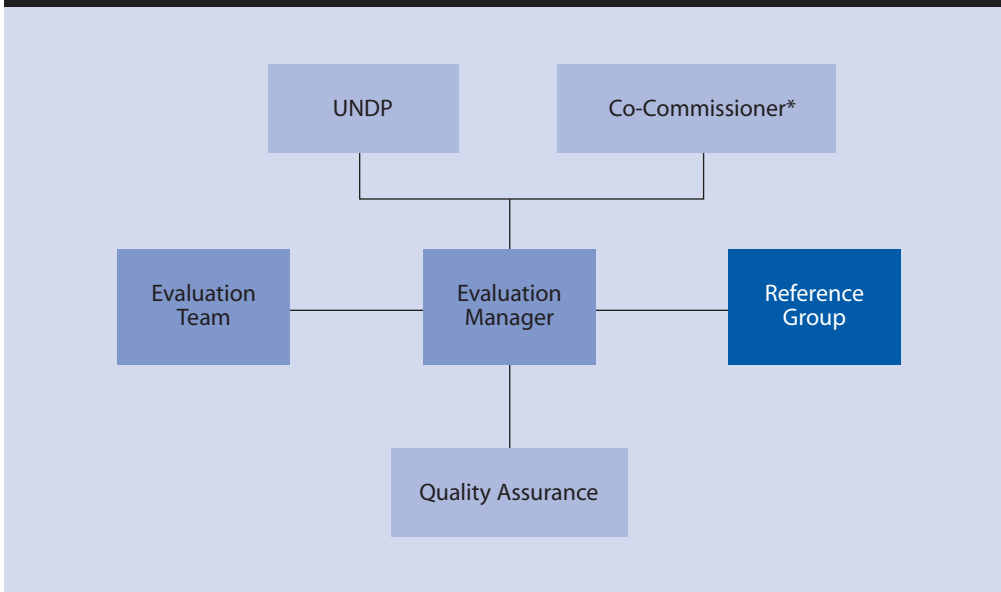 UNDP
Co-Commissioner*
Evaluation
Team
Evaluation
Manager
Reference
Group
Quality Assurance